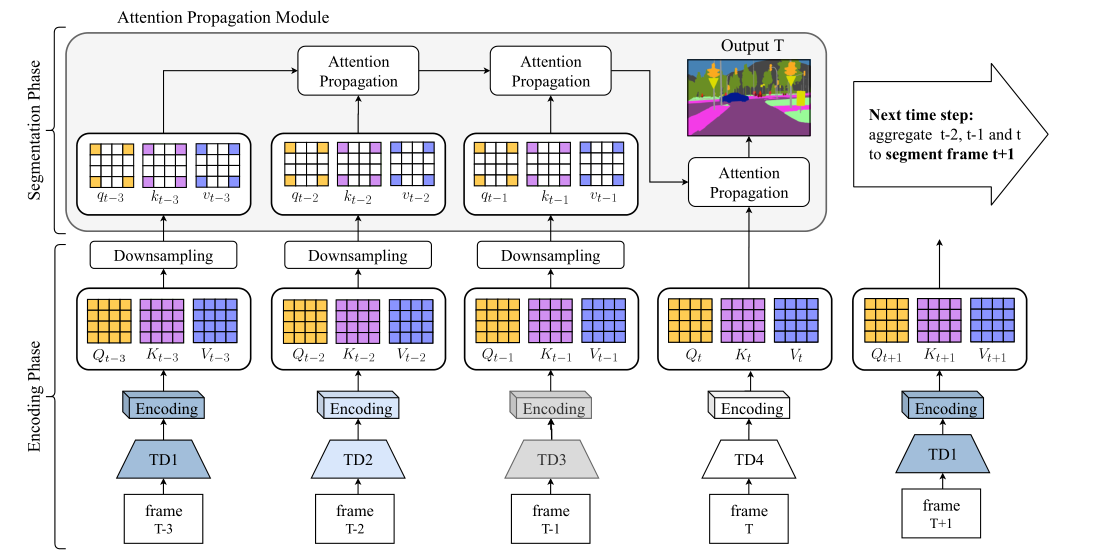 Attention Propagation Module
Segmentation Phase
Output T
Attention
Propagation
Attention
Propagation
Next time step:
aggregate t-2, t-1 and t
to segment frame t+1
q_{t-3} k_{t-3} v_{t-3}
q_{t-2} k_{t-2} v_{t-2}
q_{t-1} k_{t-1} v_{t-1}
Attention
Propagation
Encoding Phase
Downsampling
Downsampling
Downsampling
Q_{t-3} K_{t-3} V_{t-3}
Q_{t-2} K_{t-2} V_{t-2}
Q_{t-1} K_{t-1} V_{t-1}
Q_t K_t V_t
Q_{t+1} K_{t+1} V_{t+1}
Encoding
Encoding
Encoding
Encoding
Encoding
TD1
TD2
TD3
TD4
TD1
frame
T-3
frame
T-2
frame
T-1
frame
T
frame
T+1